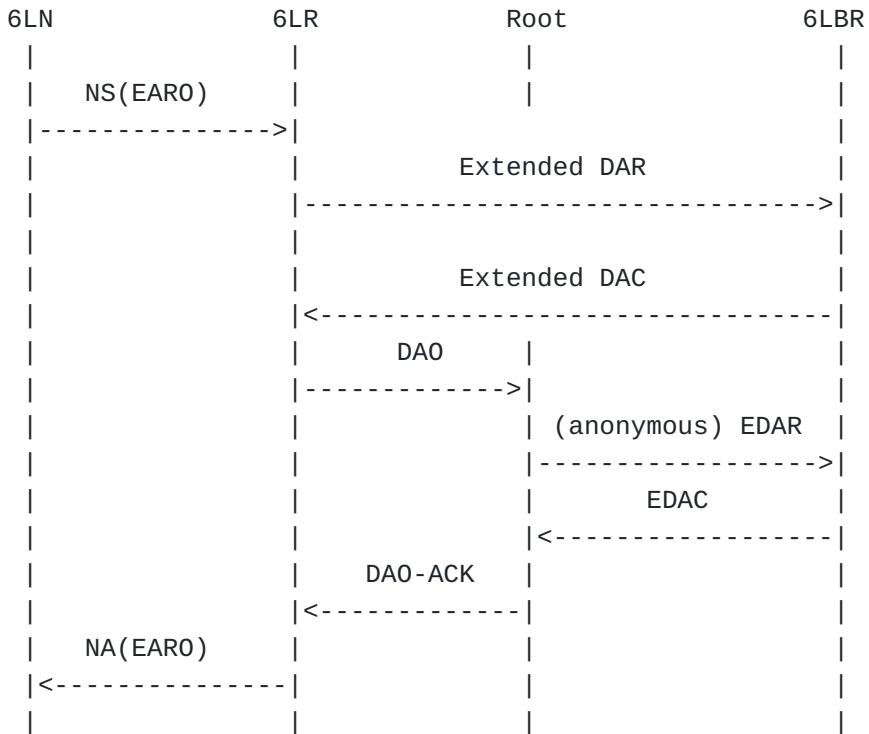 6LN 6LR Root 6LBR
NS(EARO)
Extended DAR
Extended DAC
DAO
(anonymous) EDAR
EDAC
DAO-ACK
NA(EARO)